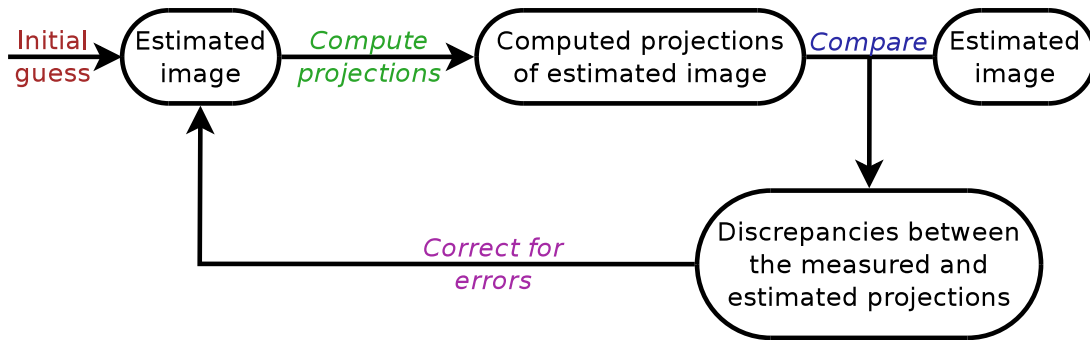 Initial
guess
Estimated
image
Compute
projections
Computed projections
of estimated image
Compare
Estimated
image
Discrepancies between
the measured and
estimated projections
Correct for
errors